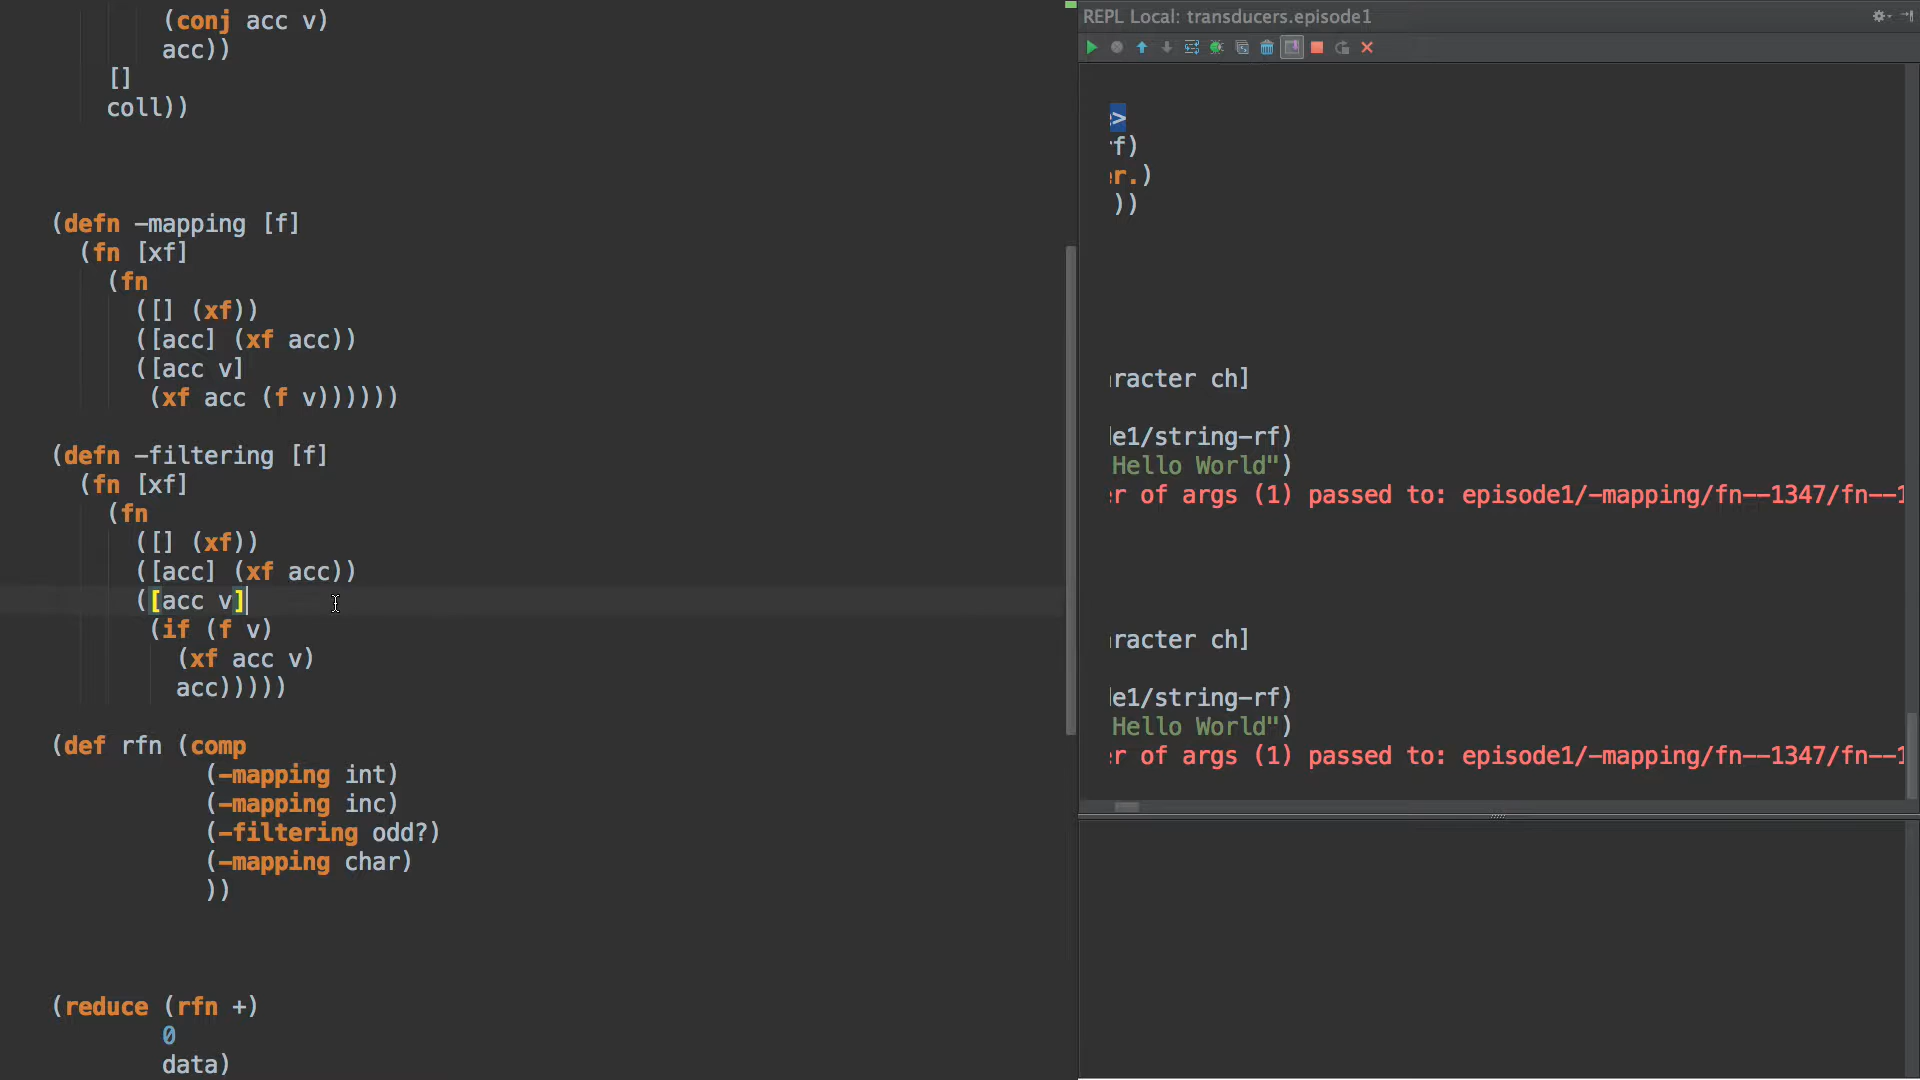 (conj acc v)
acc))
[]
coll))
(defn -mapping [f]
(fn [xf]
(fn
([] (xf))
([acc] (xf acc))
([acc v]
(xf acc (f v))))))
(defn -filtering [f]
(fn [xf]
(fn
([] (xf))
([acc] (xf acc))
([acc v]
(if (f v)
(xf acc v)
acc)))))
(def rfn (comp
(-mapping int)
(-mapping inc)
(-filtering odd?)
(-mapping char)
))
(reduce (rfn +)
0
data)
REPL Local: transducers.episode1
>
rf)
r.)
))
racter ch]
e1/string-rf)
Hello World")
r of args (1) passed to: episode1/-mapping/fn--1347/fn--1
racter ch]
e1/string-rf)
Hello World")
r of args (1) passed to: episode1/-mapping/fn--1347/fn--1